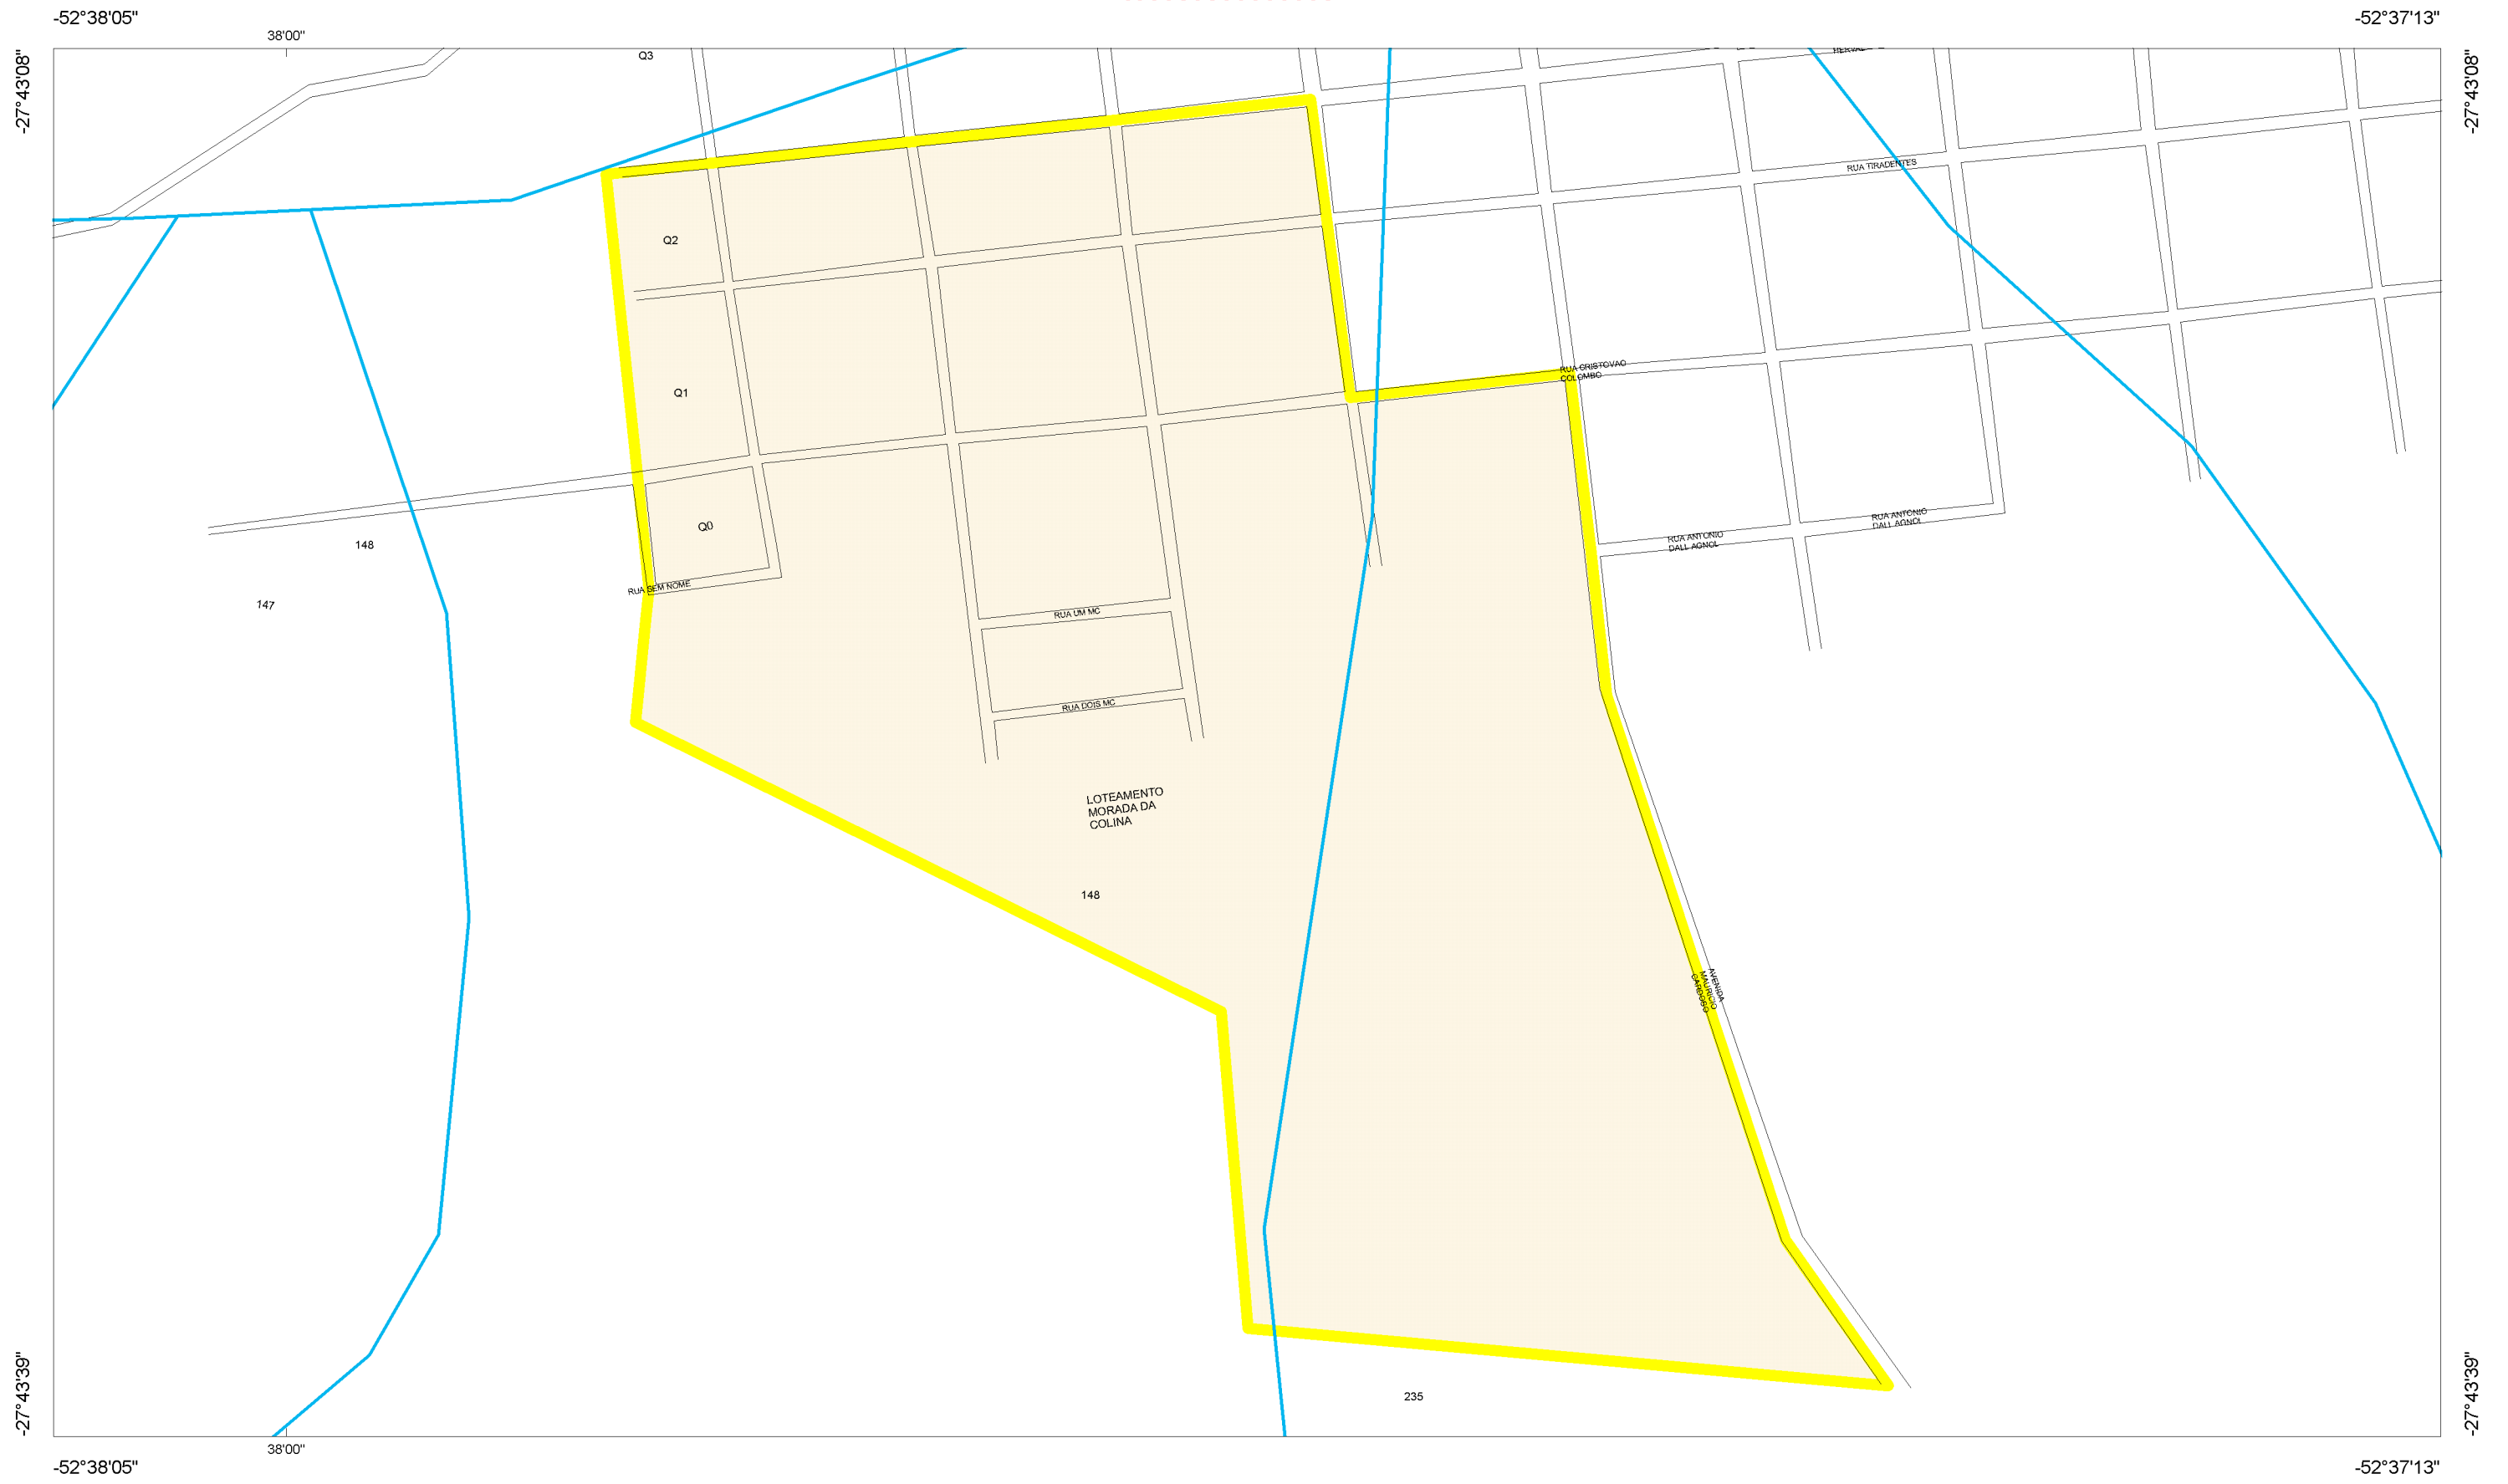 -52°38'05"
-52°37'13"
38'00"
-27°43'08"
-27°43'08"
Q3
RUA TIRADENTES
Q2
RUA CRISTOVAO
COLOMBO
Q1
Q0
RUA ANTONIO
DALL AGNOL
RUA ANTONIO
DALL AGNOL
148
RUA SEM NOME
147
RUA UM MC
RUA DOIS MC
LOTEAMENTO
MORADA DA
COLINA
148
AVENIDA
MAURICIO
CARDOSO
-27°43'39"
-27°43'39"
235
38'00"
-52°38'05"
-52°37'13"